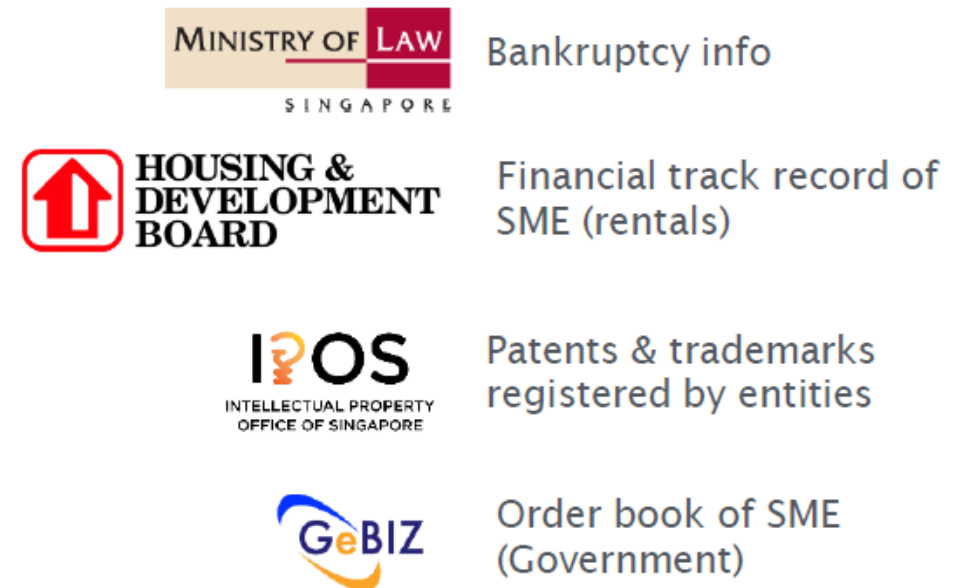 MINISTRY OF LAW
Bankruptcy info
SINGAPORE
HOUSING &
DEVELOPMENT
BOARD
Financial track record of
SME (rentals)
IPOS
INTELLECTUAL PROPERTY
OFFICE OF SINGAPORE
Patents & trademarks
registered by entities
GeBIZ
Order book of SME
(Government)